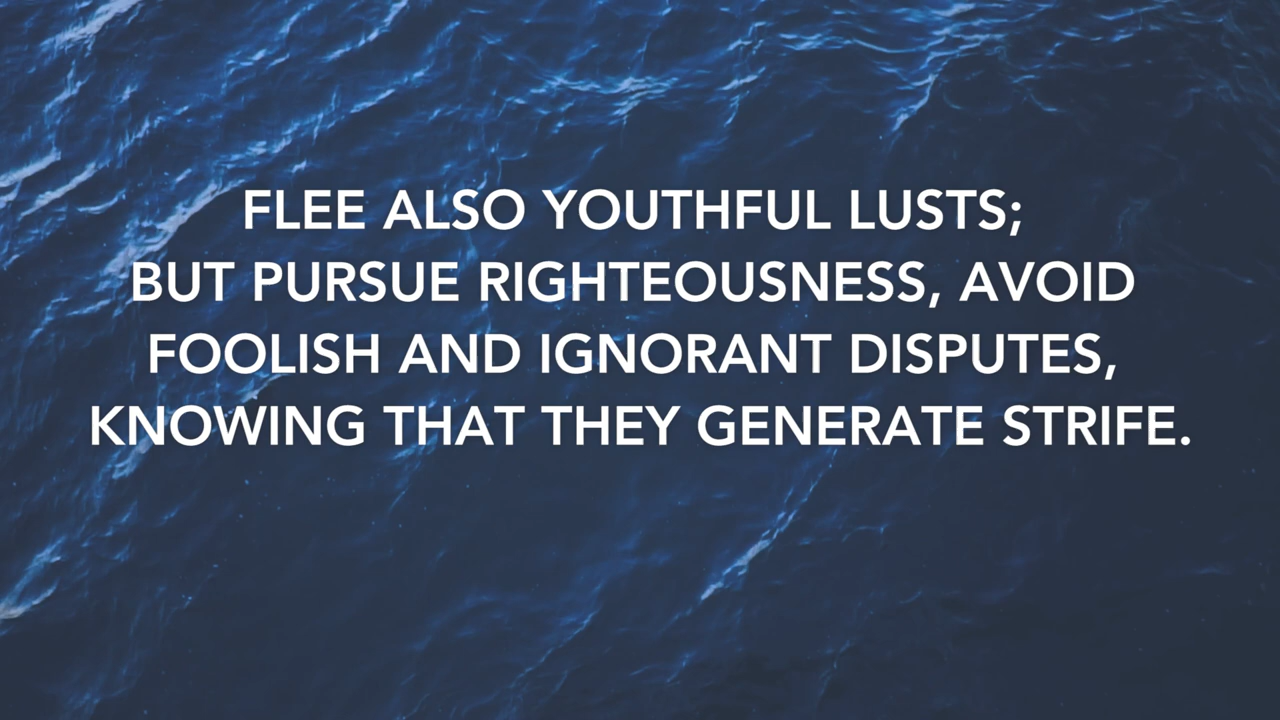 FLEE ALSO YOUTHFUL LUSTS;
BUT PURSUE RIGHTEOUSNESS, AVOID
FOOLISH AND IGNORANT DISPUTES,
KNOWING THAT THEY GENERATE STRIFE.